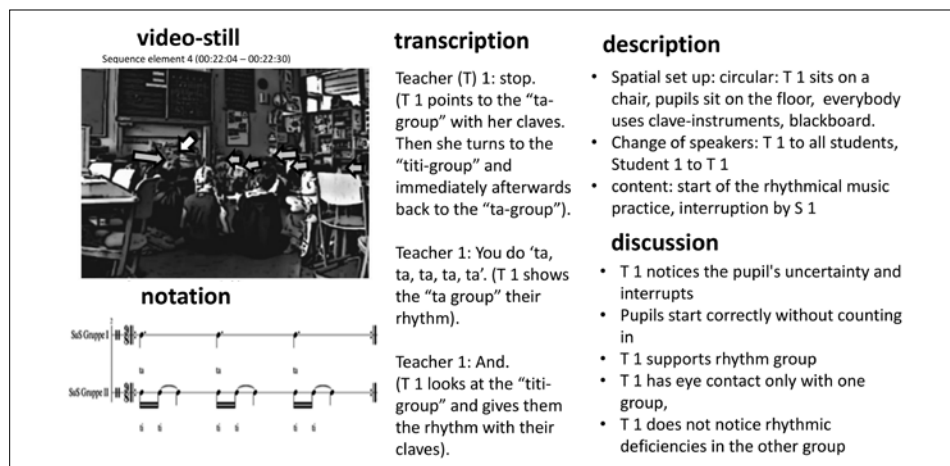 video-still
Sequence element 4 (00:22:04 – 00:22:30)
notation
SuS Gruppe I
ta ta ta
SuS Gruppe II
ti ti ti ti ti ti
transcription
Teacher (T) 1: stop.
(T 1 points to the “ta-
group” with her claves.
Then she turns to the
“titi-group” and
immediately afterwards
back to the “ta-group”).
Teacher 1: You do ‘ta,
ta, ta, ta, ta’. (T 1 shows
the “ta group” their
rhythm).
Teacher 1: And.
(T 1 looks at the “titi-
group” and gives them
the rhythm with their
claves).
description
• Spatial set up: circular: T 1 sits on a
chair, pupils sit on the floor, everybody
uses clave-instruments, blackboard.
• Change of speakers: T 1 to all students,
Student 1 to T 1
• content: start of the rhythmical music
practice, interruption by S 1
discussion
• T 1 notices the pupil's uncertainty and
interrupts
• Pupils start correctly without counting
in
• T 1 supports rhythm group
• T 1 has eye contact only with one
group,
• T 1 does not notice rhythmic
deficiencies in the other group